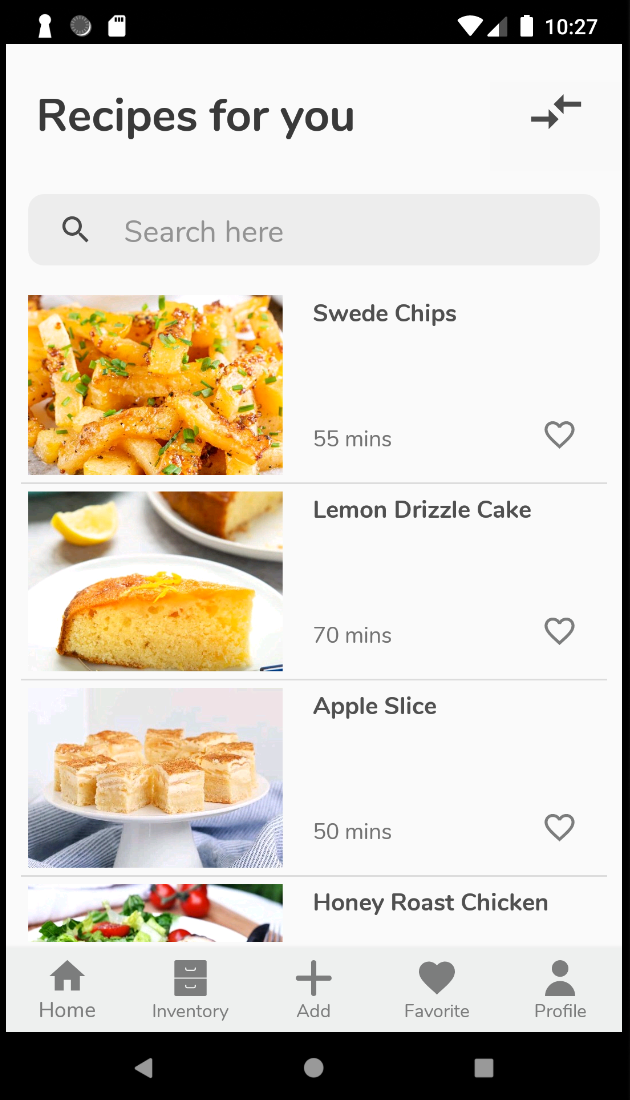 10:27
Recipes for you
Search here
Swede Chips
55 mins
Lemon Drizzle Cake
70 mins
Apple Slice
50 mins
Honey Roast Chicken
Home Inventory Add Favorite Profile